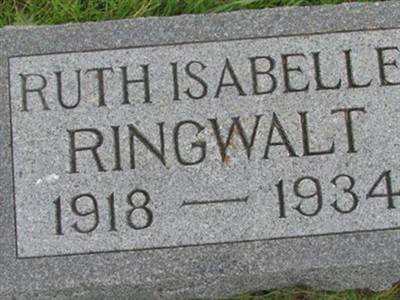 RUTH ISABELLE
RINGWALT
1918 — 1934